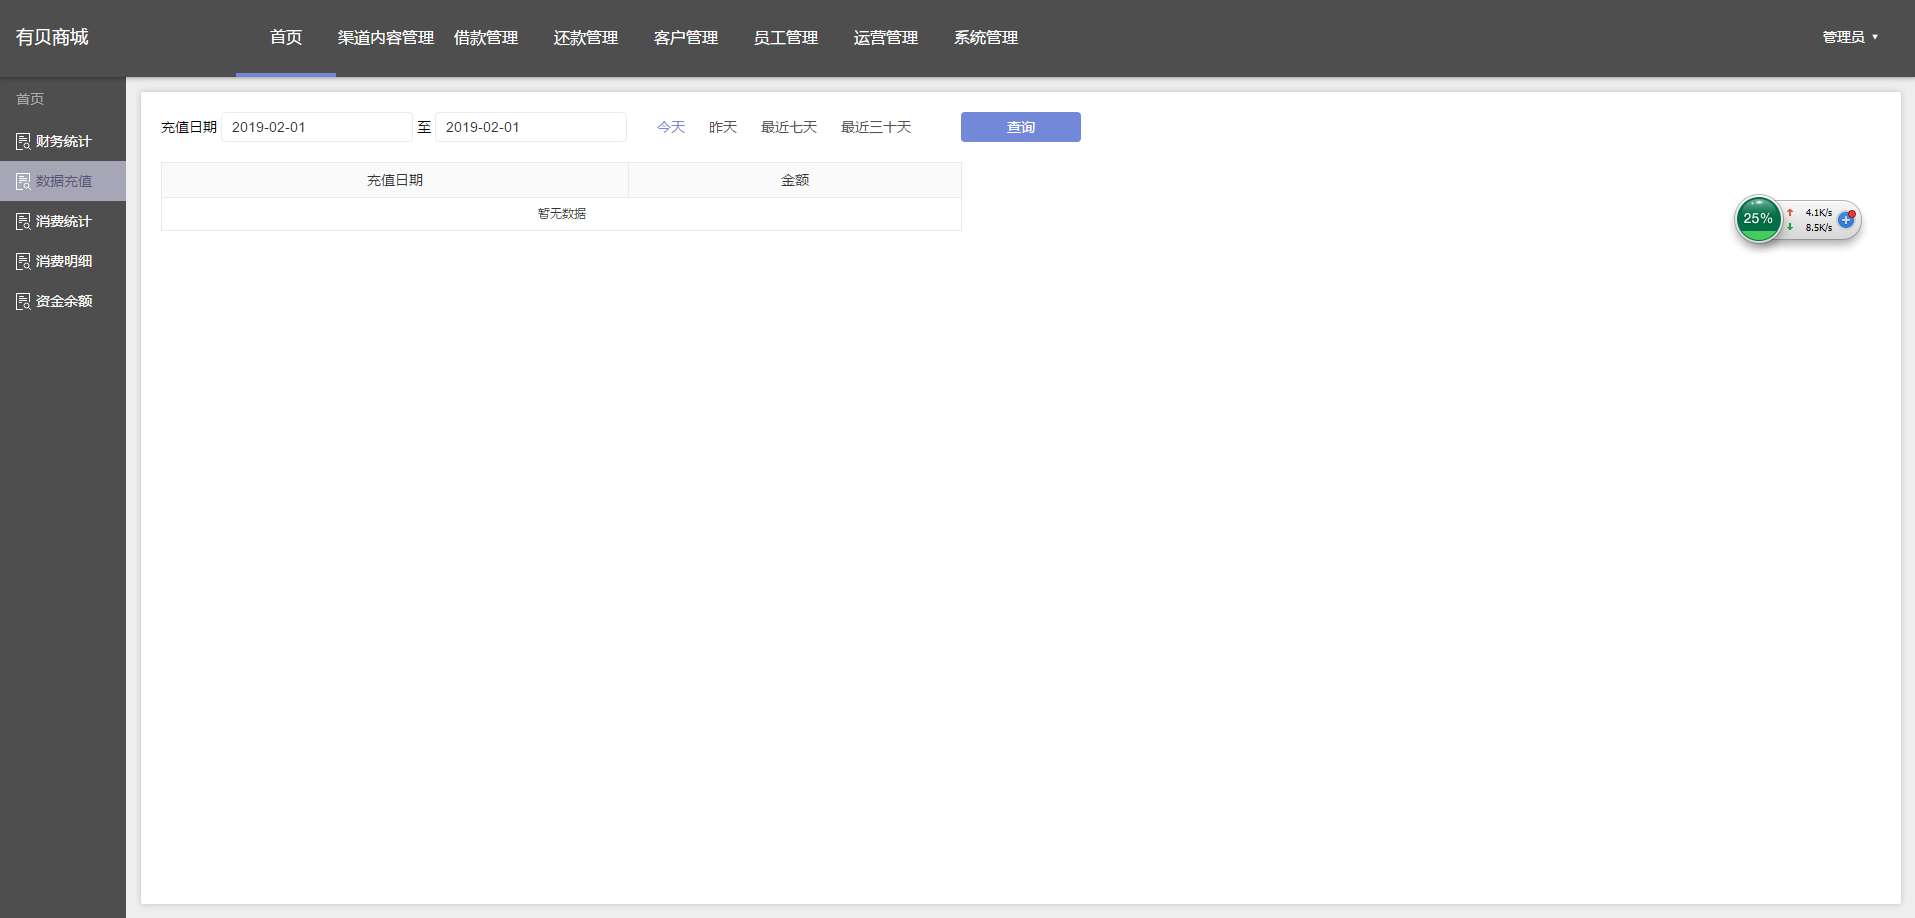 有贝商城 首页 渠道内容管理 借款管理 还款管理 客户管理 员工管理 运营管理 系统管理 管理员
首页
财务统计
数据充值
消费统计
消费明细
资金余额
充值日期 2019-02-01 至 2019-02-01 今天 昨天 最近七天 最近三十天 查询
充值日期 金额
暂无数据
25% 4.1K/s
8.5K/s